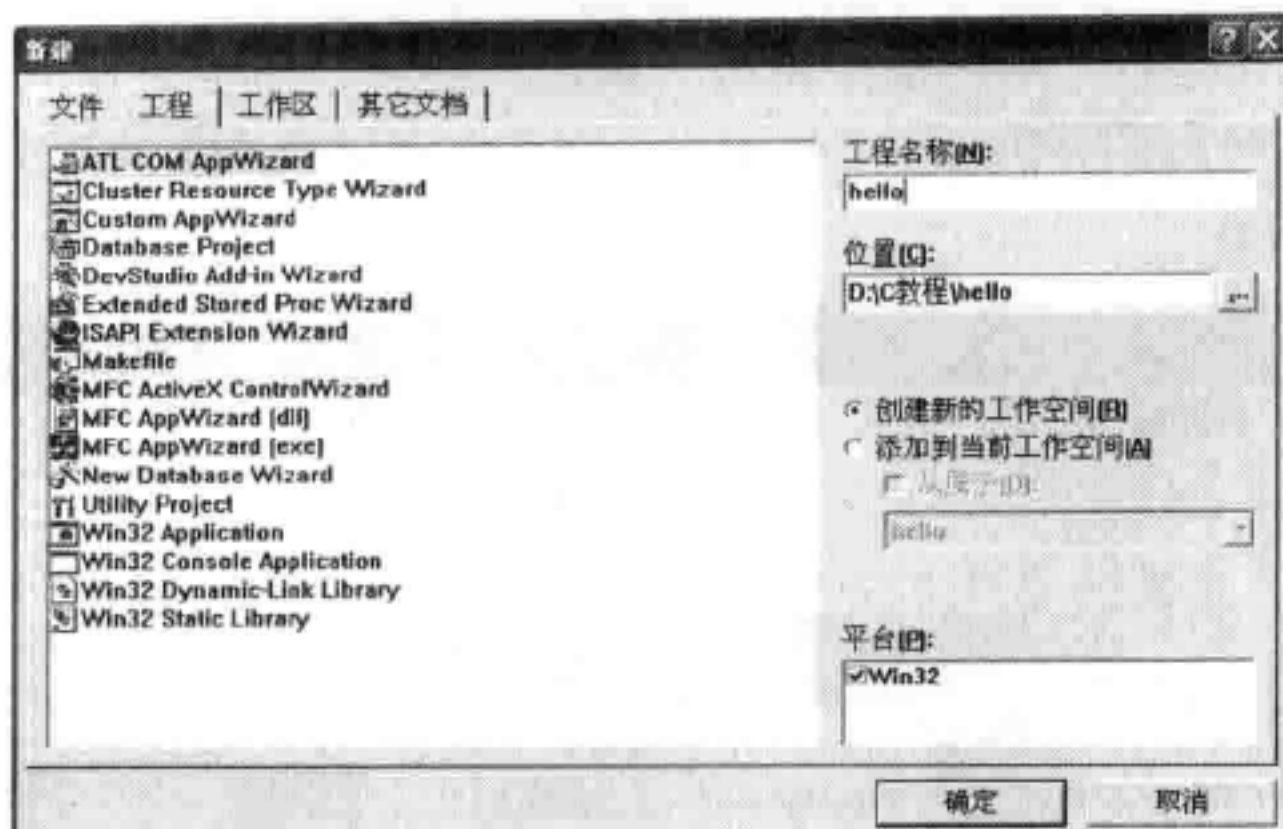 新建
文件 工程 工作区 其它文档
ATL COM AppWizard
Cluster Resource Type Wizard
Custom AppWizard
Database Project
DevStudio Add-in Wizard
Extended Stored Proc Wizard
ISAPI Extension Wizard
Makefile
MFC ActiveX ControlWizard
MFC AppWizard (dll)
MFC AppWizard (exe)
New Database Wizard
Utility Project
Win32 Application
Win32 Console Application
Win32 Dynamic-Link Library
Win32 Static Library
工程名称(N):
hello
位置(C):
D:\C教程\hello
...
创建新的工作空间(R)
添加到当前工作空间(A)
从属于(D):
hello
平台(P):
Win32
确定 取消